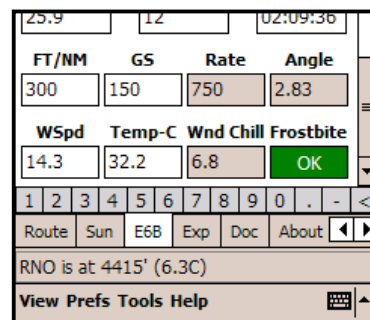 25.9 12 02:09:36
FT/NM GS Rate Angle
300 150 750 2.83
WSpd Temp-C Wnd Chill Frostbite
14.3 32.2 6.8 OK
1 2 3 4 5 6 7 8 9 0 . - <
Route Sun E6B Exp Doc About
RNO is at 4415' (6.3C)
View Prefs Tools Help